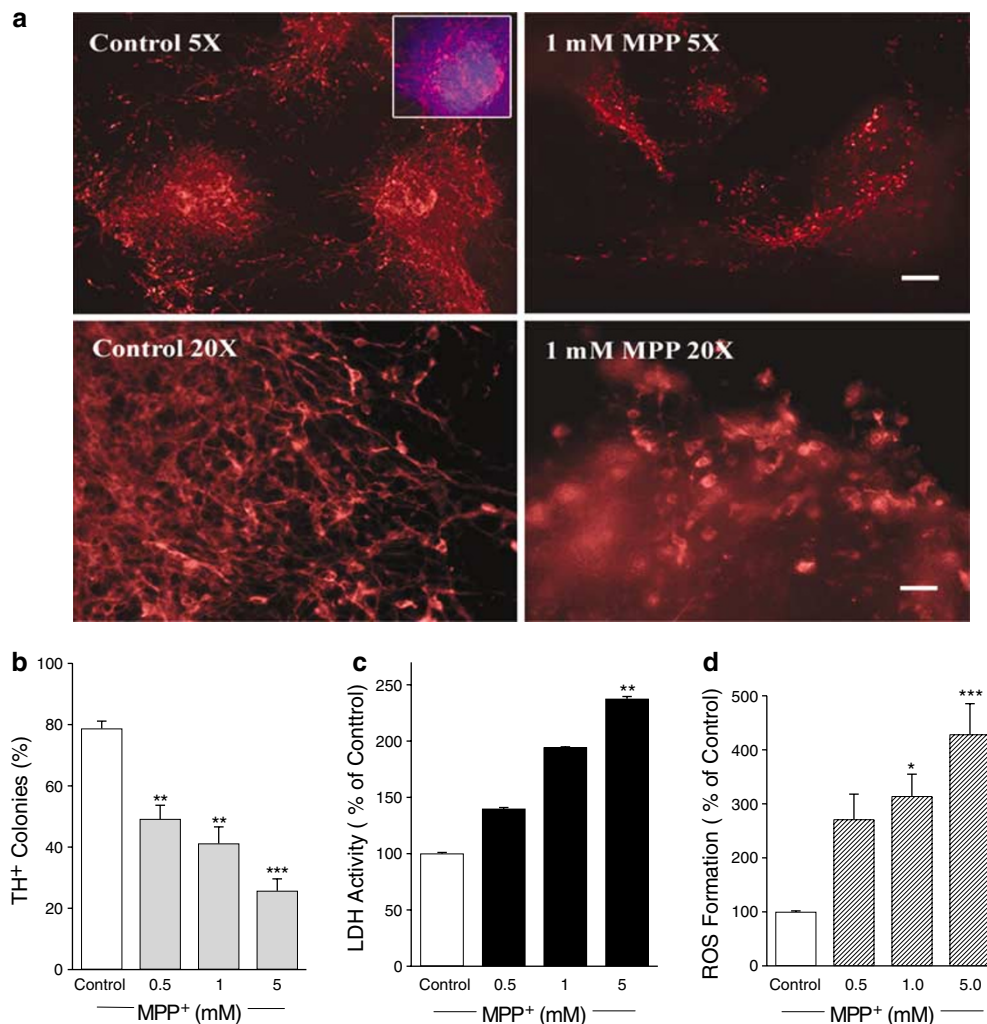 a
Control 5X
1 mM MPP 5X
Control 20X
1 mM MPP 20X
b
TH+ Colonies (%)
100
80
60
40
20
0
**
**
***
Control 0.5 1 5
MPP+ (mM)
c
LDH Activity ( % of Conttrol)
250
200
150
100
50
0
**
Control 0.5 1 5
MPP+ (mM)
d
ROS Formation ( % of Control)
500
400
300
200
100
0
*
***
Control 0.5 1.0 5.0
MPP+ (mM)